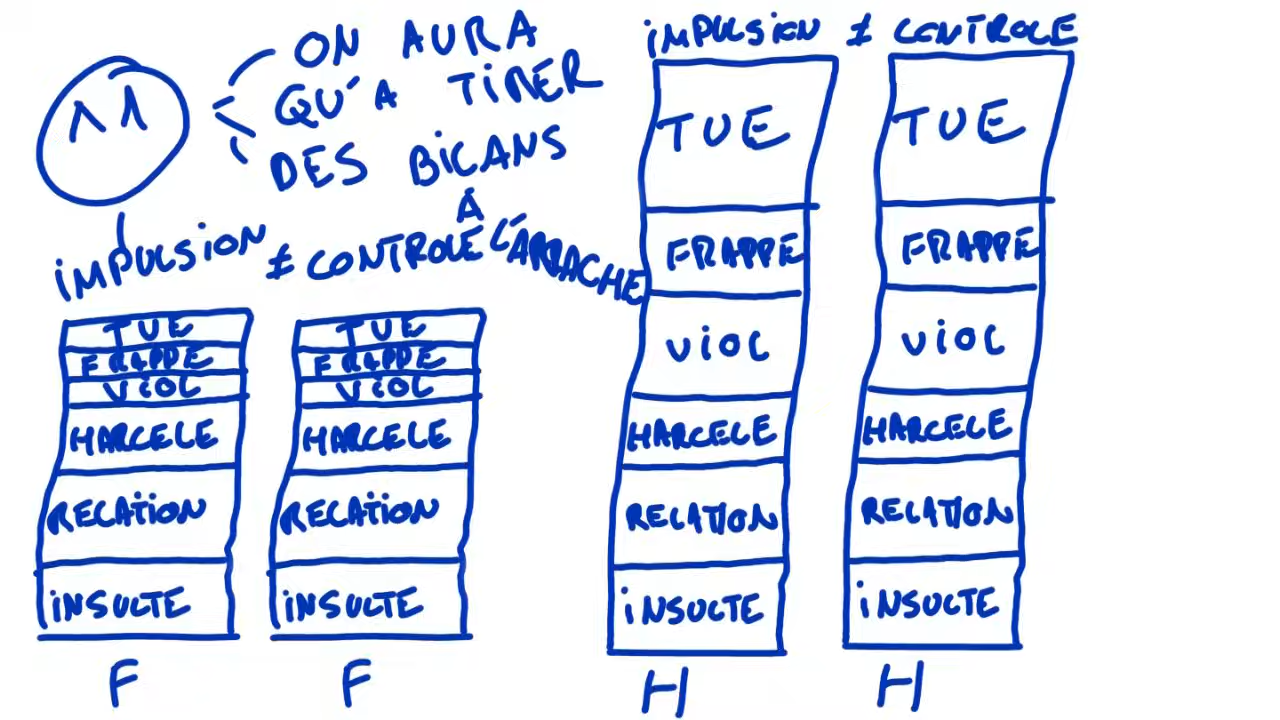 ON AURA
QU'A TIRER
DES BILANS
À
L'ARRACHE
IMPULSION ≠ CONTROLE
TUE
FRAPPE
VIOL
HARCELE
RELATION
INSULTE
F
TUE
FRAPPE
VIOL
HARCELE
RELATION
INSULTE
F
IMPULSION ≠ CONTROLE
TUE
FRAPPE
VIOL
HARCELE
RELATION
INSULTE
H
TUE
FRAPPE
VIOL
HARCELE
RELATION
INSULTE
H